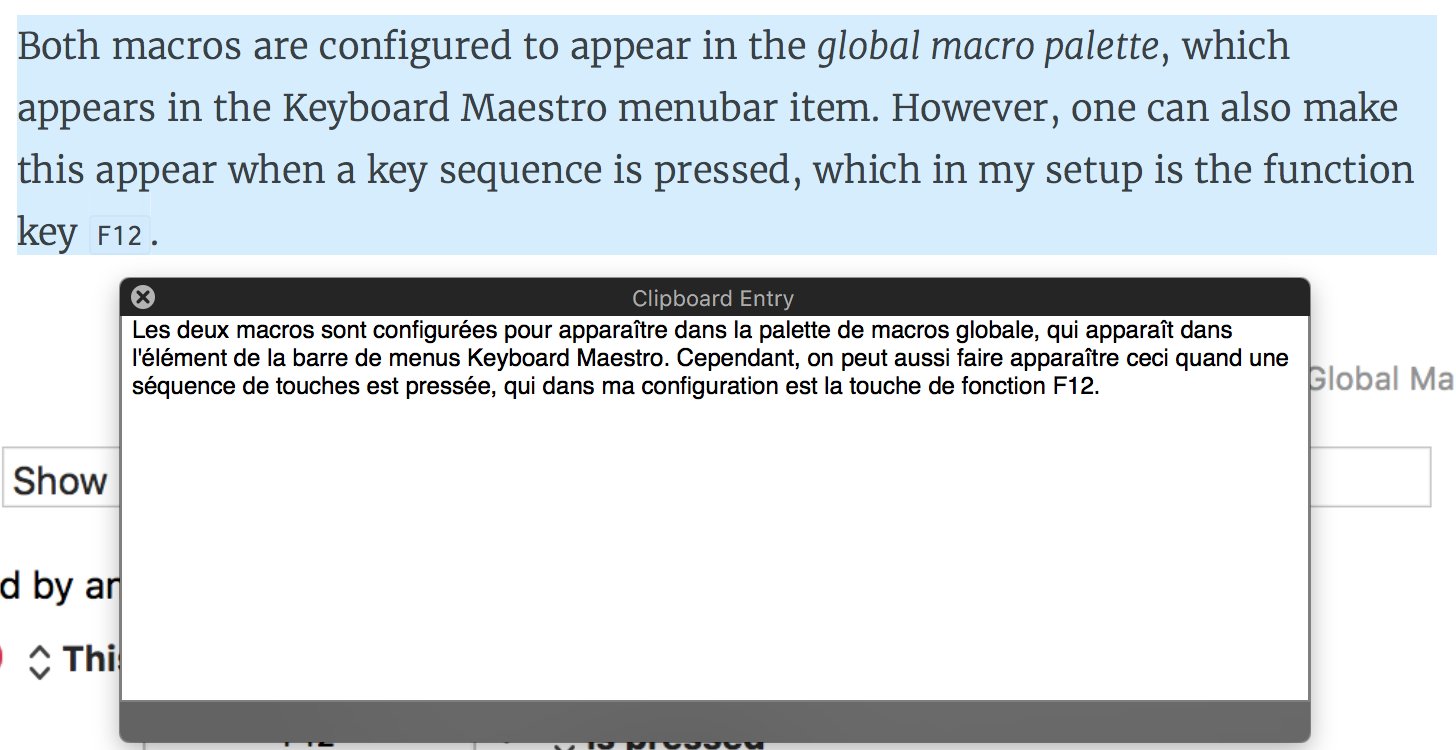 Both macros are configured to appear in the global macro palette, which
appears in the Keyboard Maestro menubar item. However, one can also make
this appear when a key sequence is pressed, which in my setup is the function
key F12.
Clipboard Entry
Les deux macros sont configurées pour apparaître dans la palette de macros globale, qui apparaît dans
l'élément de la barre de menus Keyboard Maestro. Cependant, on peut aussi faire apparaître ceci quand une
séquence de touches est pressée, qui dans ma configuration est la touche de fonction F12.
Global Ma
Show
d by an
This
F12 is pressed